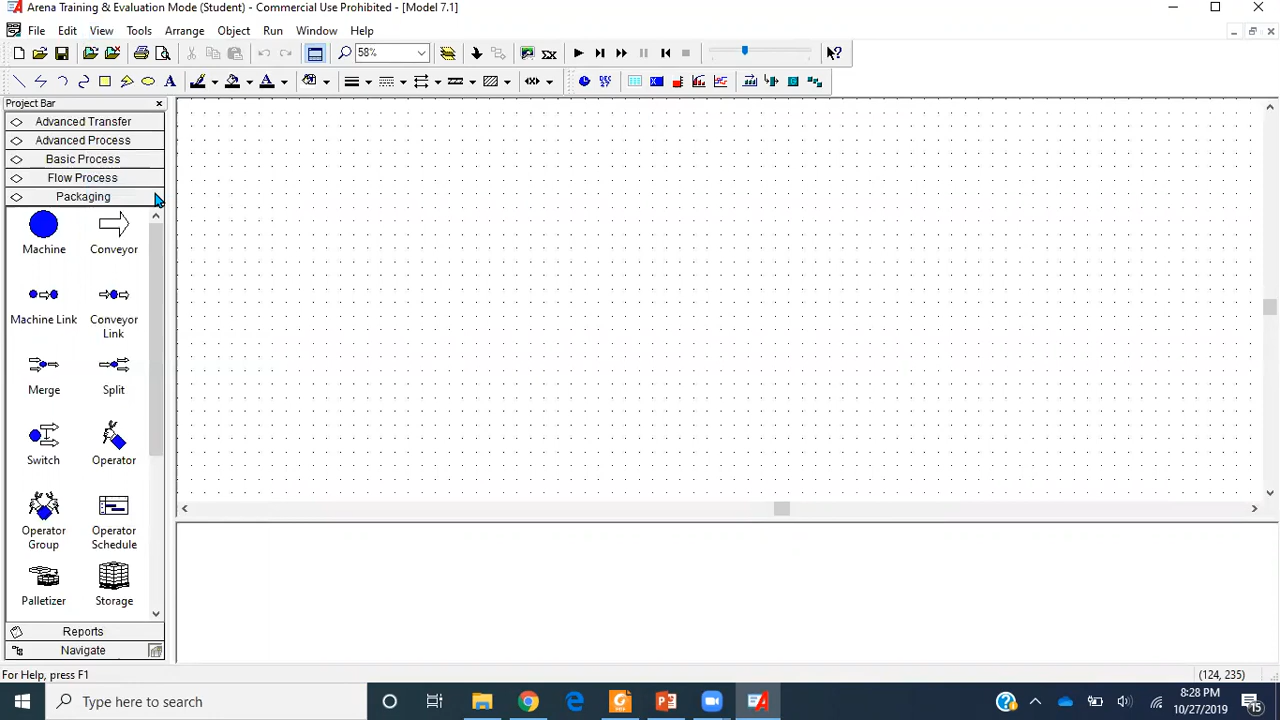 Arena Training & Evaluation Mode (Student) - Commercial Use Prohibited - [Model 7.1]
File Edit View Tools Arrange Object Run Window Help
58%
Project Bar
Advanced Transfer
Advanced Process
Basic Process
Flow Process
Packaging
Machine Conveyor
Machine Link Conveyor Link
Merge Split
Switch Operator
Operator Group Operator Schedule
Palletizer Storage
Reports
Navigate
For Help, press F1 (124, 235)
Type here to search
8:28 PM
10/27/2019
15